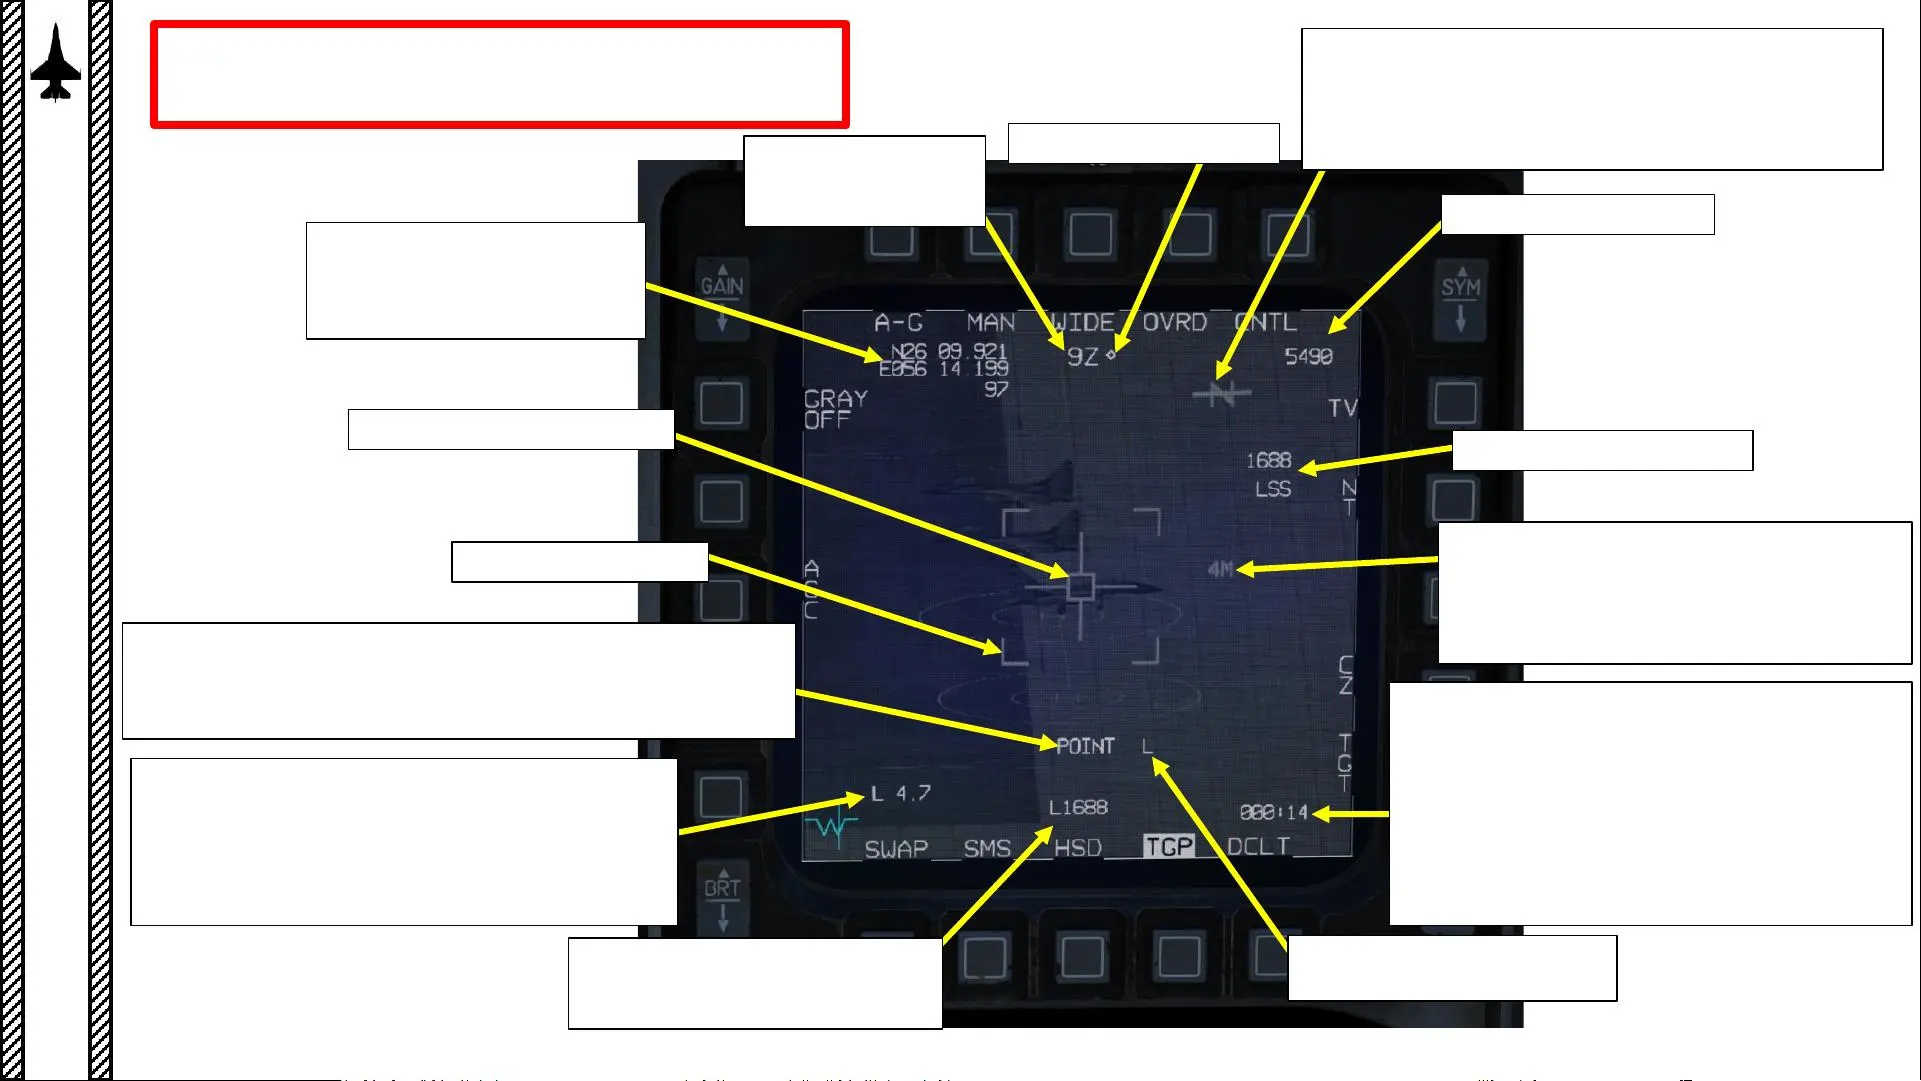 GAIN
SYM
A-G MAN WIDE OVRD CNTL
N26 09.921
9Z
5490
E056 14.199
97
GRAY
OFF
N
TV
1688
LSS
N
T
4M
A
G
C
C
Z
POINT L
T
G
T
L 4.7
L1688
000:14
W
SWAP SMS HSD TGP DCLT
BRT